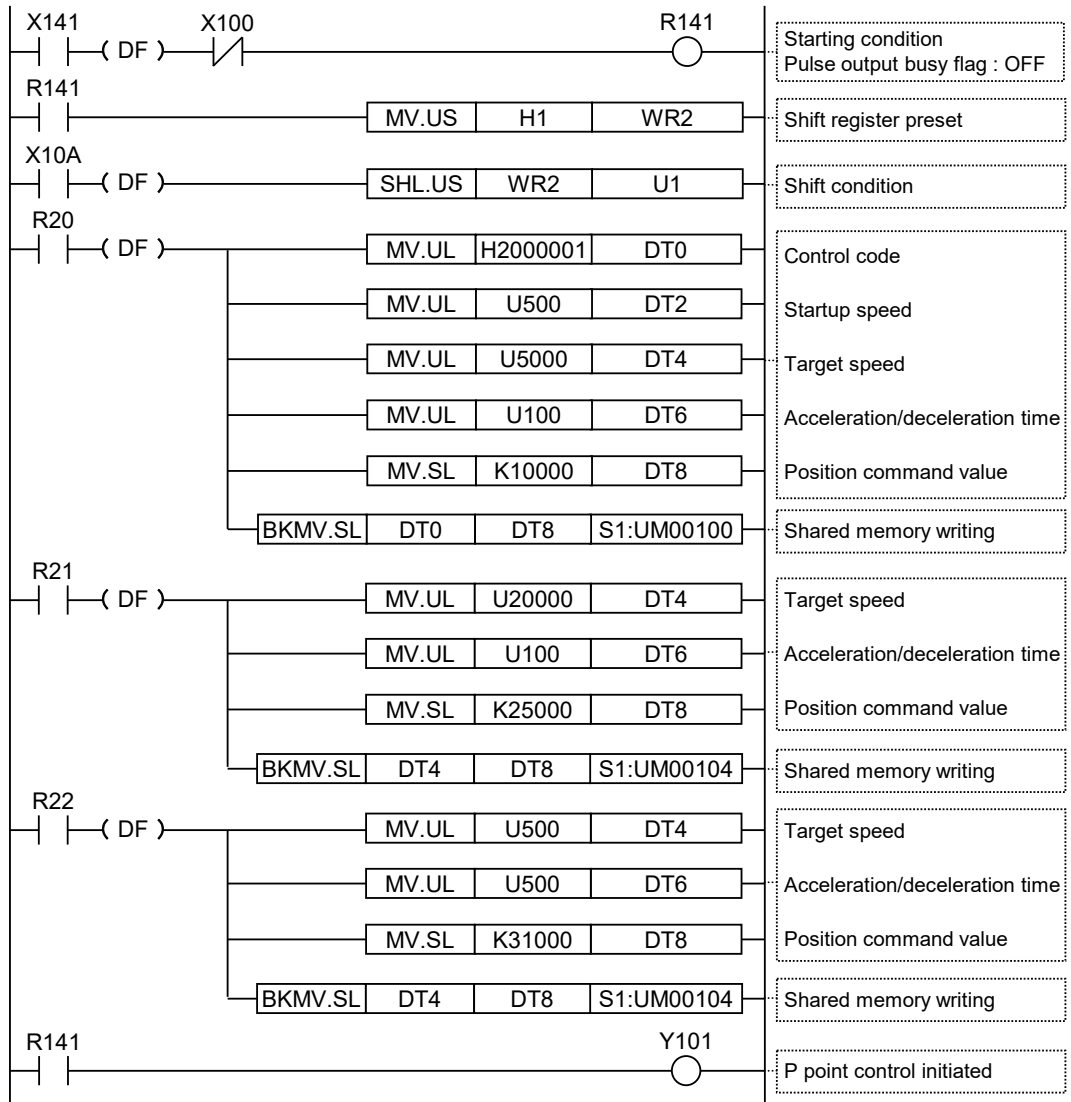 X141 X100 R141
( DF )
Starting condition
Pulse output busy flag : OFF
R141
MV.US H1 WR2
Shift register preset
X10A
( DF ) SHL.US WR2 U1
Shift condition
R20
( DF ) MV.UL H2000001 DT0
Control code
MV.UL U500 DT2
Startup speed
MV.UL U5000 DT4
Target speed
MV.UL U100 DT6
Acceleration/deceleration time
MV.SL K10000 DT8
Position command value
BKMV.SL DT0 DT8 S1:UM00100
Shared memory writing
R21
( DF ) MV.UL U20000 DT4
Target speed
MV.UL U100 DT6
Acceleration/deceleration time
MV.SL K25000 DT8
Position command value
BKMV.SL DT4 DT8 S1:UM00104
Shared memory writing
R22
( DF ) MV.UL U500 DT4
Target speed
MV.UL U500 DT6
Acceleration/deceleration time
MV.SL K31000 DT8
Position command value
BKMV.SL DT4 DT8 S1:UM00104
Shared memory writing
R141 Y101
P point control initiated